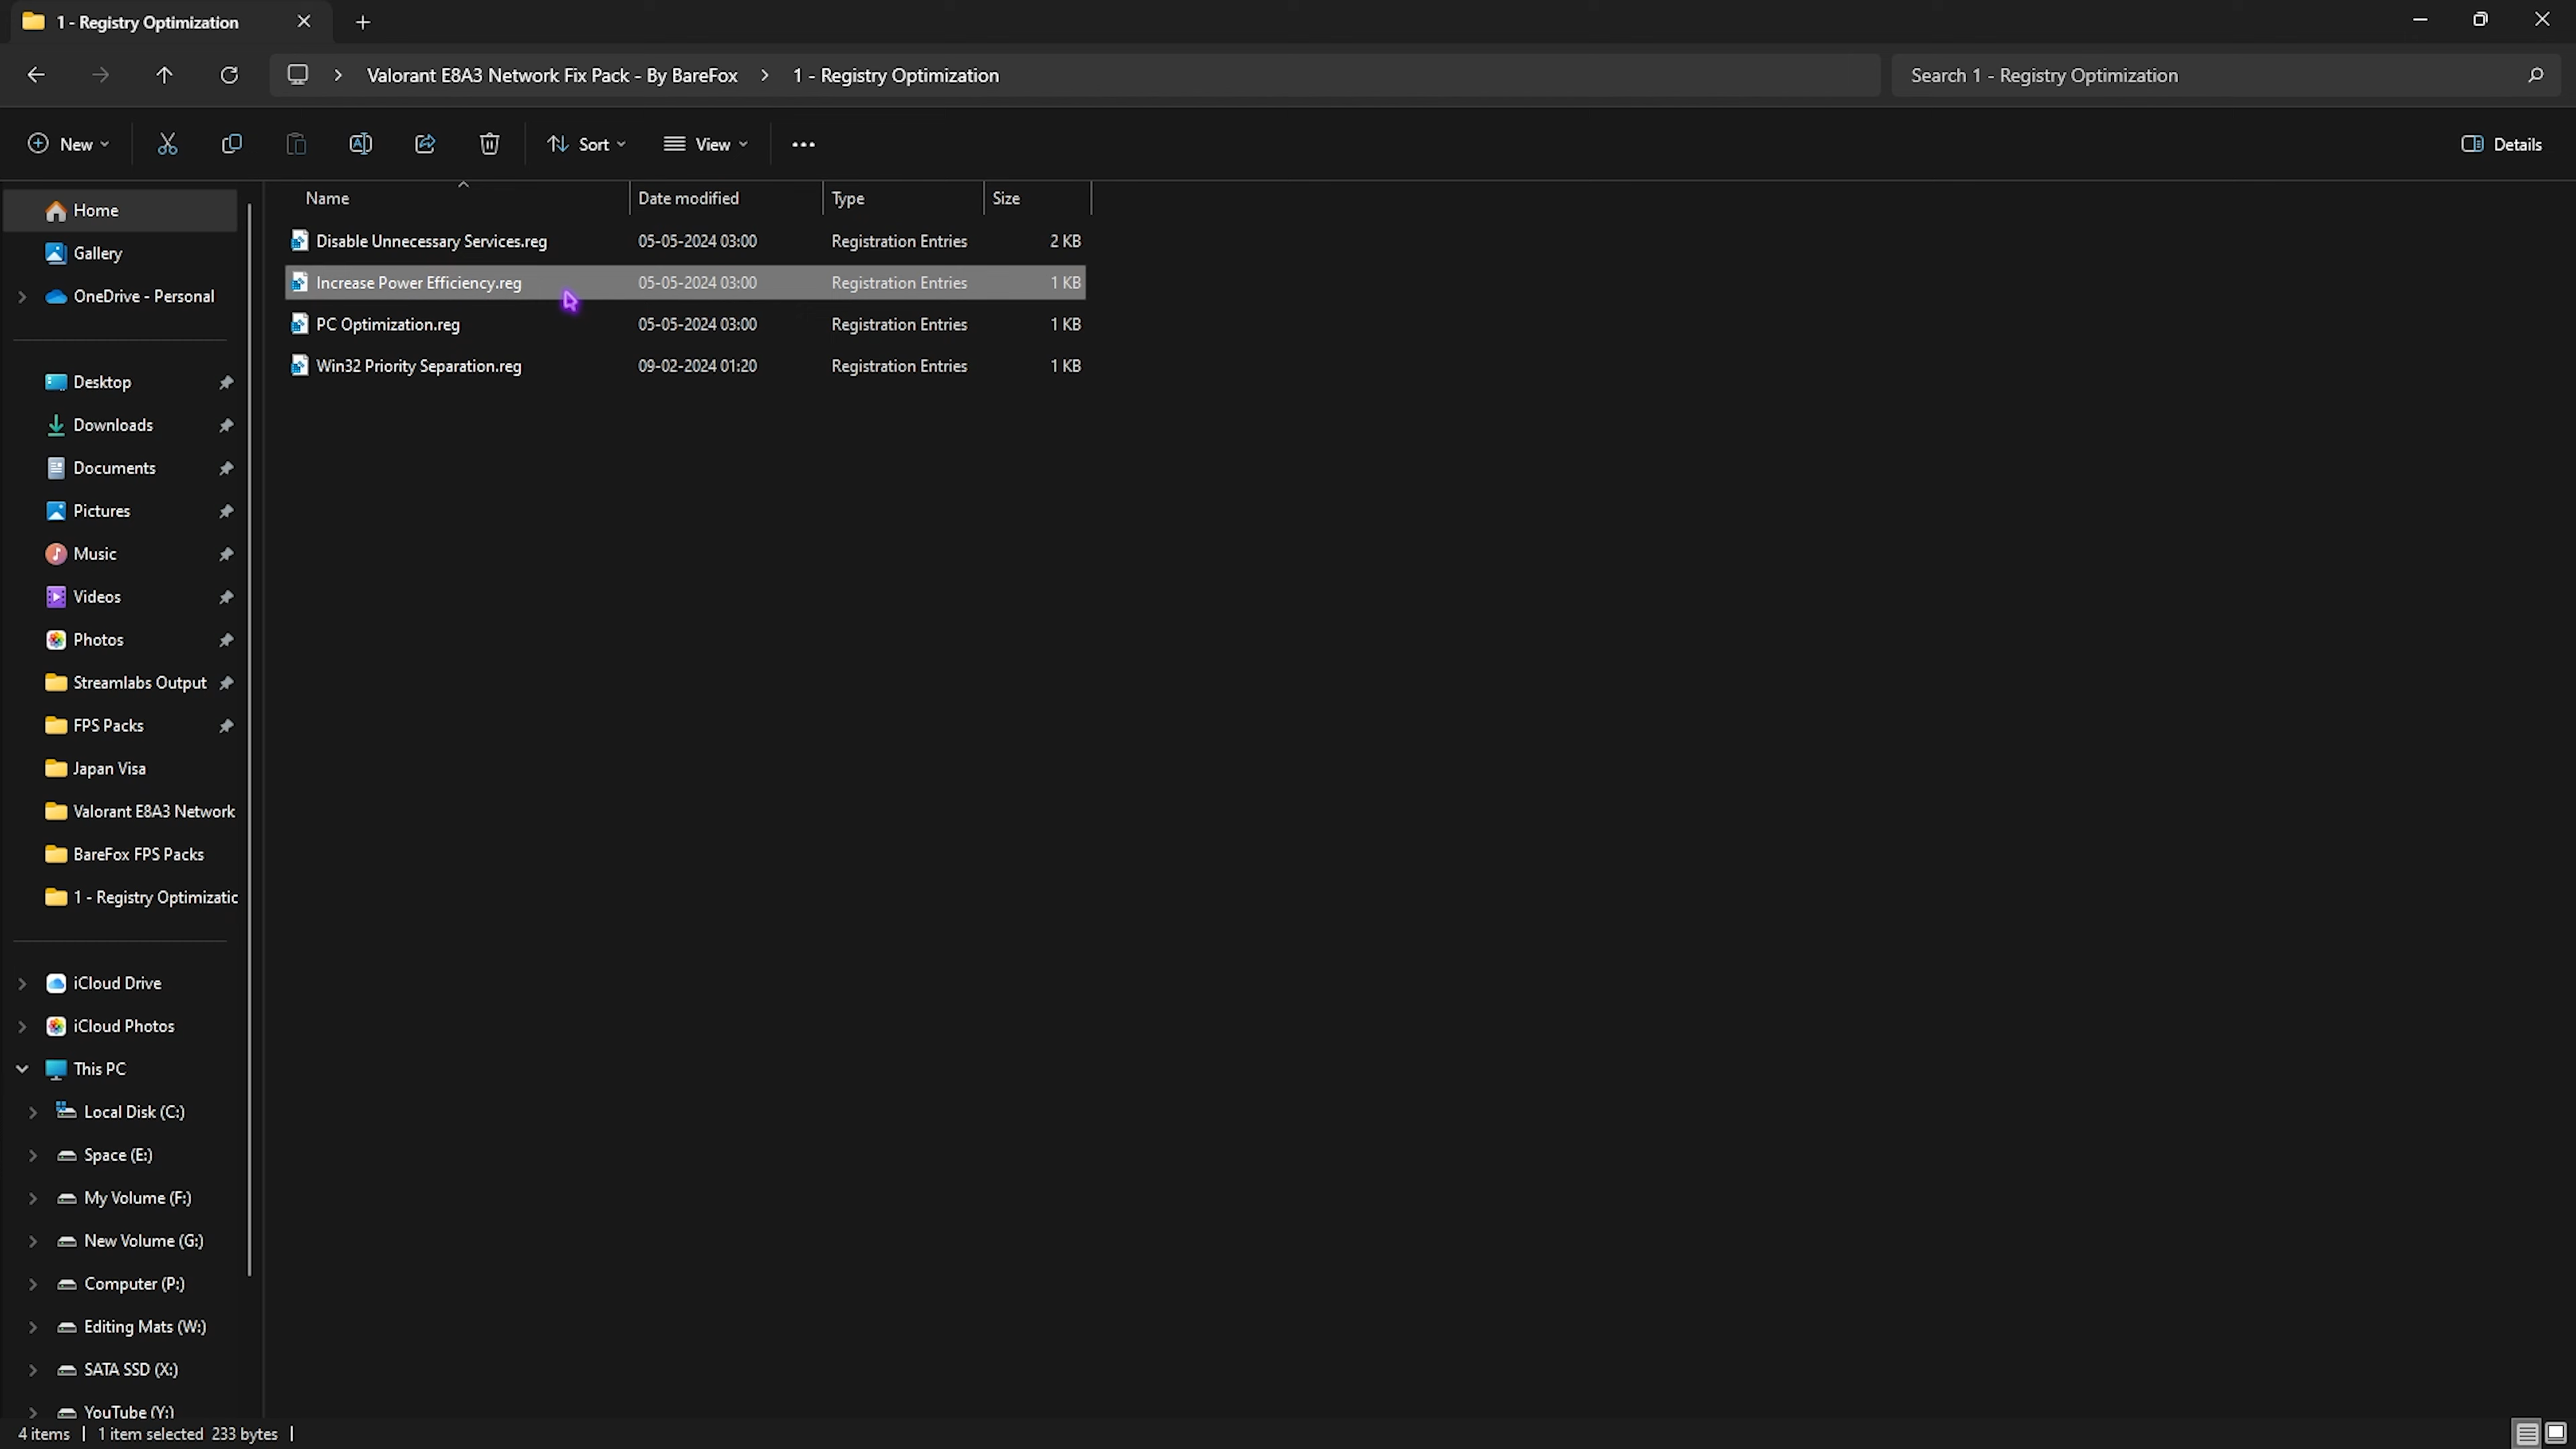 1 - Registry Optimization
Valorant E8A3 Network Fix Pack - By BareFox
1 - Registry Optimization
Search 1 - Registry Optimization
New
Sort
View
Details
Name
Date modified
Type
Size
Disable Unnecessary Services.reg 05-05-2024 03:00 Registration Entries 2 KB
Increase Power Efficiency.reg 05-05-2024 03:00 Registration Entries 1 KB
PC Optimization.reg 05-05-2024 03:00 Registration Entries 1 KB
Win32 Priority Separation.reg 09-02-2024 01:20 Registration Entries 1 KB
Home
Gallery
OneDrive - Personal
Desktop
Downloads
Documents
Pictures
Music
Videos
Photos
Streamlabs Output
FPS Packs
Japan Visa
Valorant E8A3 Network
BareFox FPS Packs
1 - Registry Optimizatic
iCloud Drive
iCloud Photos
This PC
Local Disk (C:)
Space (E:)
My Volume (F:)
New Volume (G:)
Computer (P:)
Editing Mats (W:)
SATA SSD (X:)
YouTube (Y:)
4 items | 1 item selected 233 bytes |